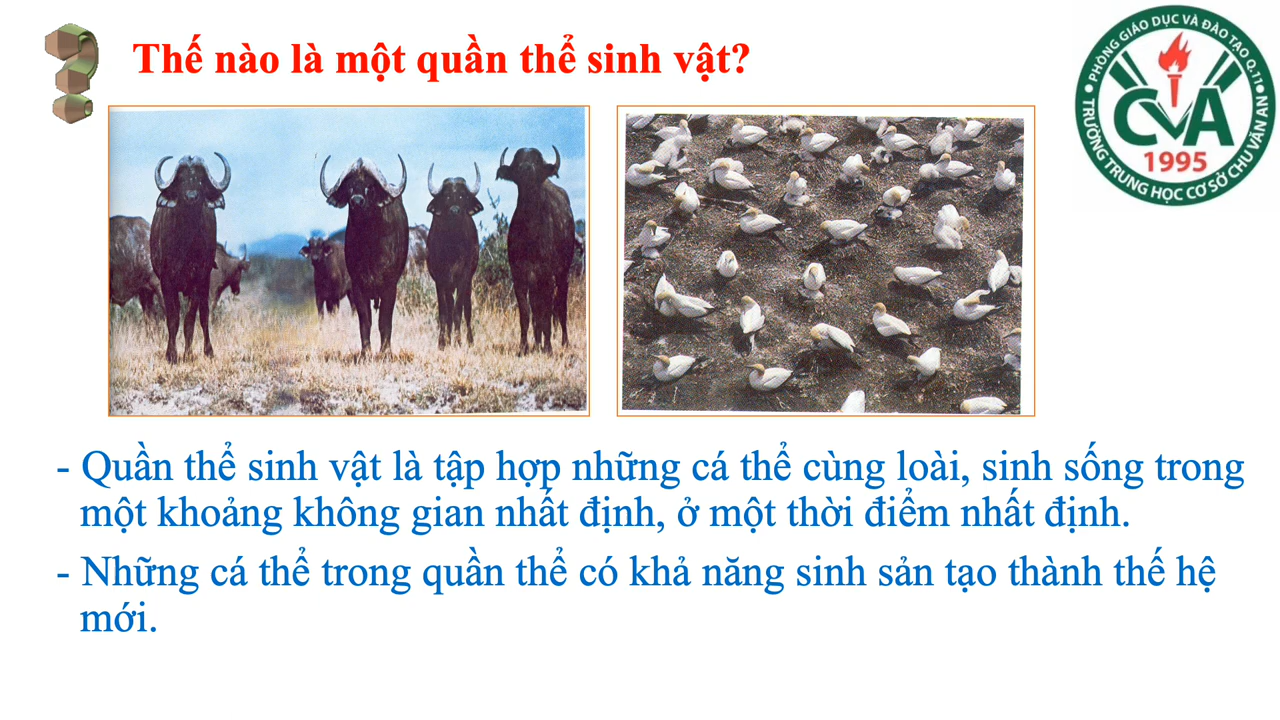 Thế nào là một quần thể sinh vật?
PHÒNG GIÁO DỤC VÀ ĐÀO TẠO Q.11
CVA
1995
TRƯỜNG TRUNG HỌC CƠ SỞ CHU VĂN AN
- Quần thể sinh vật là tập hợp những cá thể cùng loài, sinh sống trong
một khoảng không gian nhất định, ở một thời điểm nhất định.
- Những cá thể trong quần thể có khả năng sinh sản tạo thành thế hệ
mới.